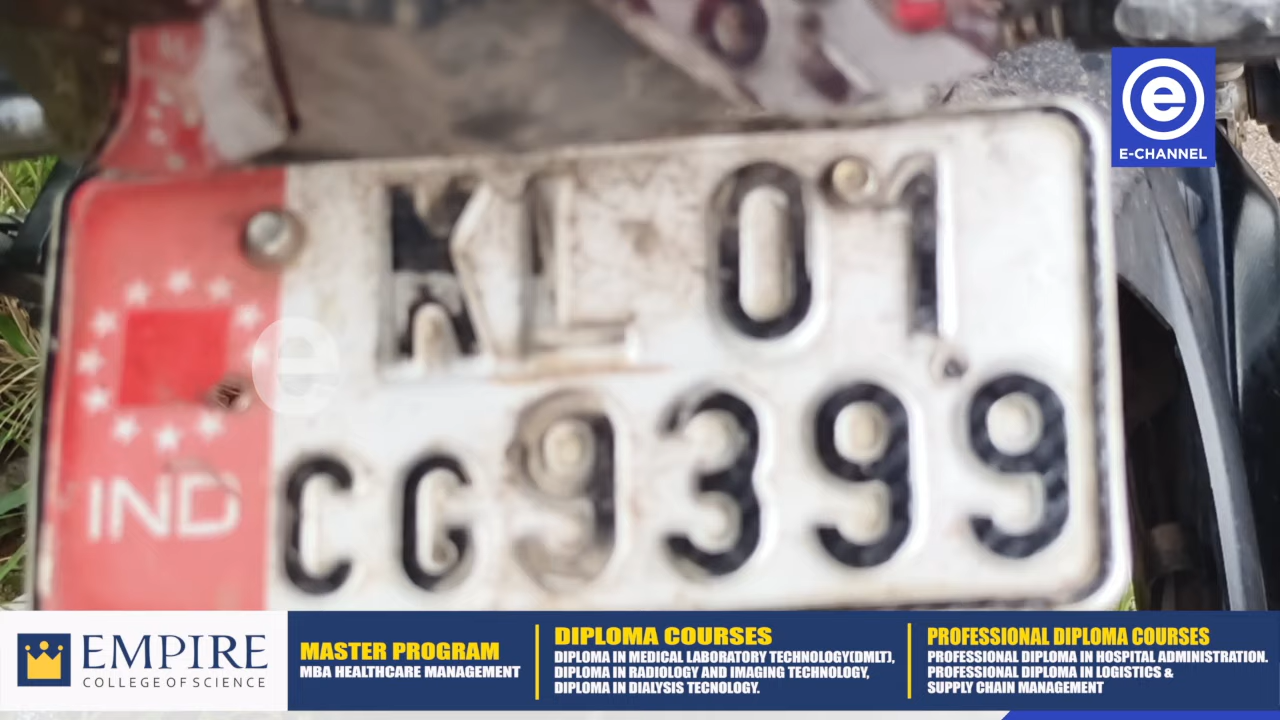 e
E-CHANNEL
KL 01
CG9399
e
IND
EMPIRE
COLLEGE OF SCIENCE
MASTER PROGRAM
MBA HEALTHCARE MANAGEMENT
DIPLOMA COURSES
DIPLOMA IN MEDICAL LABORATORY TECHNOLOGY(DMLT),
DIPLOMA IN RADIOLOGY AND IMAGING TECHNOLOGY,
DIPLOMA IN DIALYSIS TECNOLOGY.
PROFESSIONAL DIPLOMA COURSES
PROFESSIONAL DIPLOMA IN HOSPITAL ADMINISTRATION.
PROFESSIONAL DIPLOMA IN LOGISTICS &
SUPPLY CHAIN MANAGEMENT